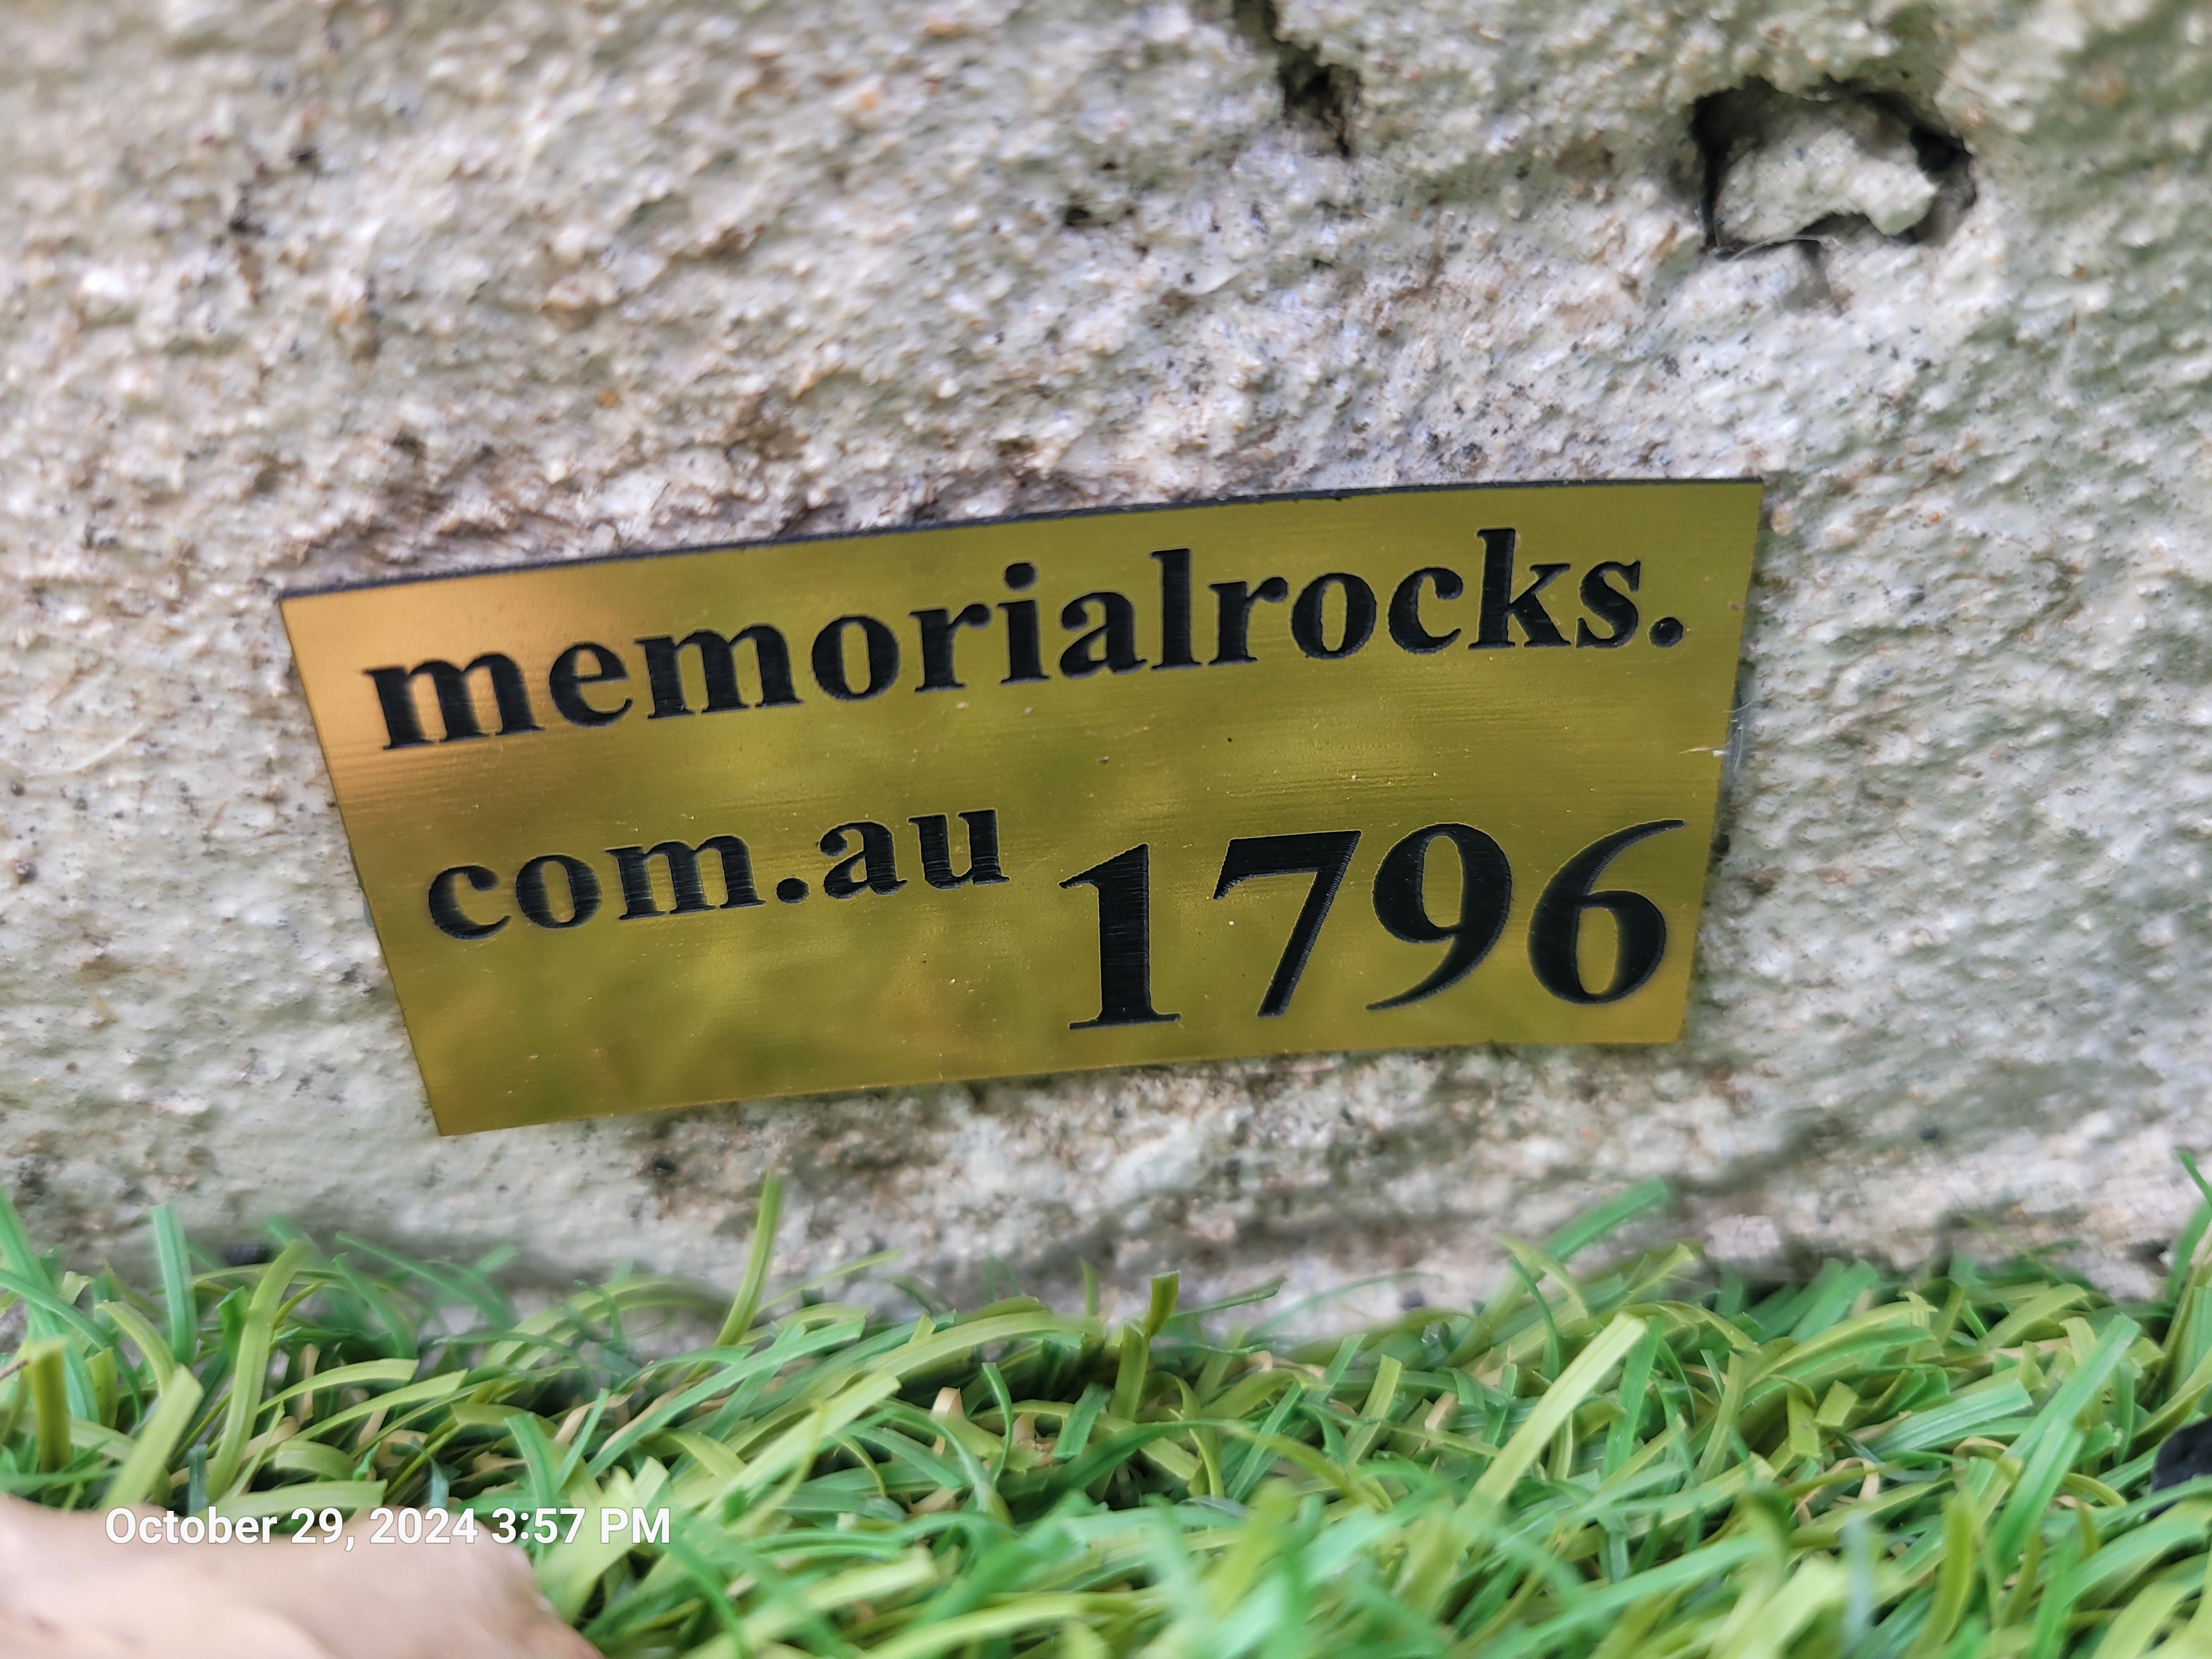 memorialrocks.
com.au 1796
October 29, 2024 3:57 PM